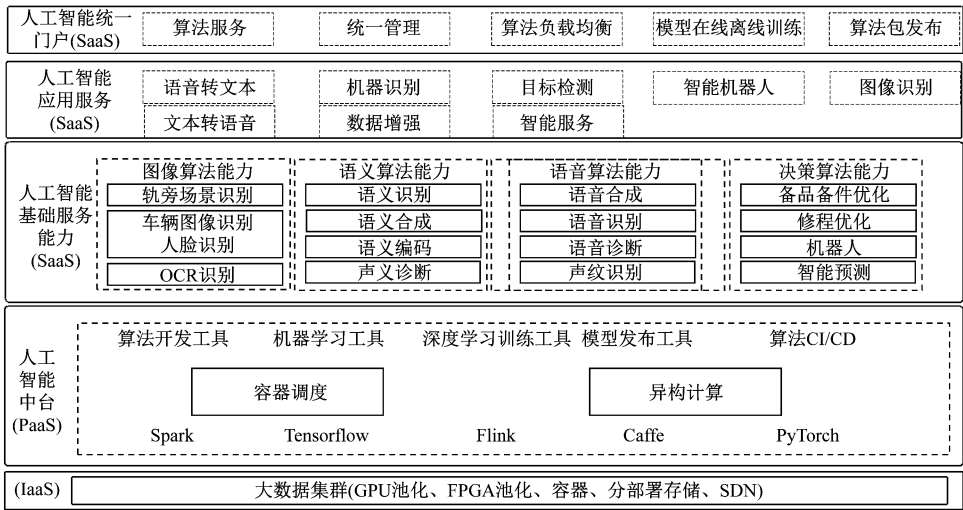 人工智能统一
门户(SaaS)
算法服务 统一管理 算法负载均衡 模型在线离线训练 算法包发布
人工智能
应用服务
(SaaS)
语音转文本 机器识别 目标检测 智能机器人 图像识别
文本转语音 数据增强 智能服务
人工智能
基础服务
能力
(SaaS)
图像算法能力
轨旁场景识别
车辆图像识别
人脸识别
OCR识别
语义算法能力
语义识别
语义合成
语义编码
声义诊断
语音算法能力
语音合成
语音识别
语音诊断
声纹识别
决策算法能力
备品备件优化
修程优化
机器人
智能预测
人工
智能
中台
(PaaS)
算法开发工具 机器学习工具 深度学习训练工具 模型发布工具 算法CI/CD
容器调度 异构计算
Spark Tensorflow Flink Caffe PyTorch
(IaaS)
大数据集群(GPU池化、FPGA池化、容器、分部署存储、SDN)